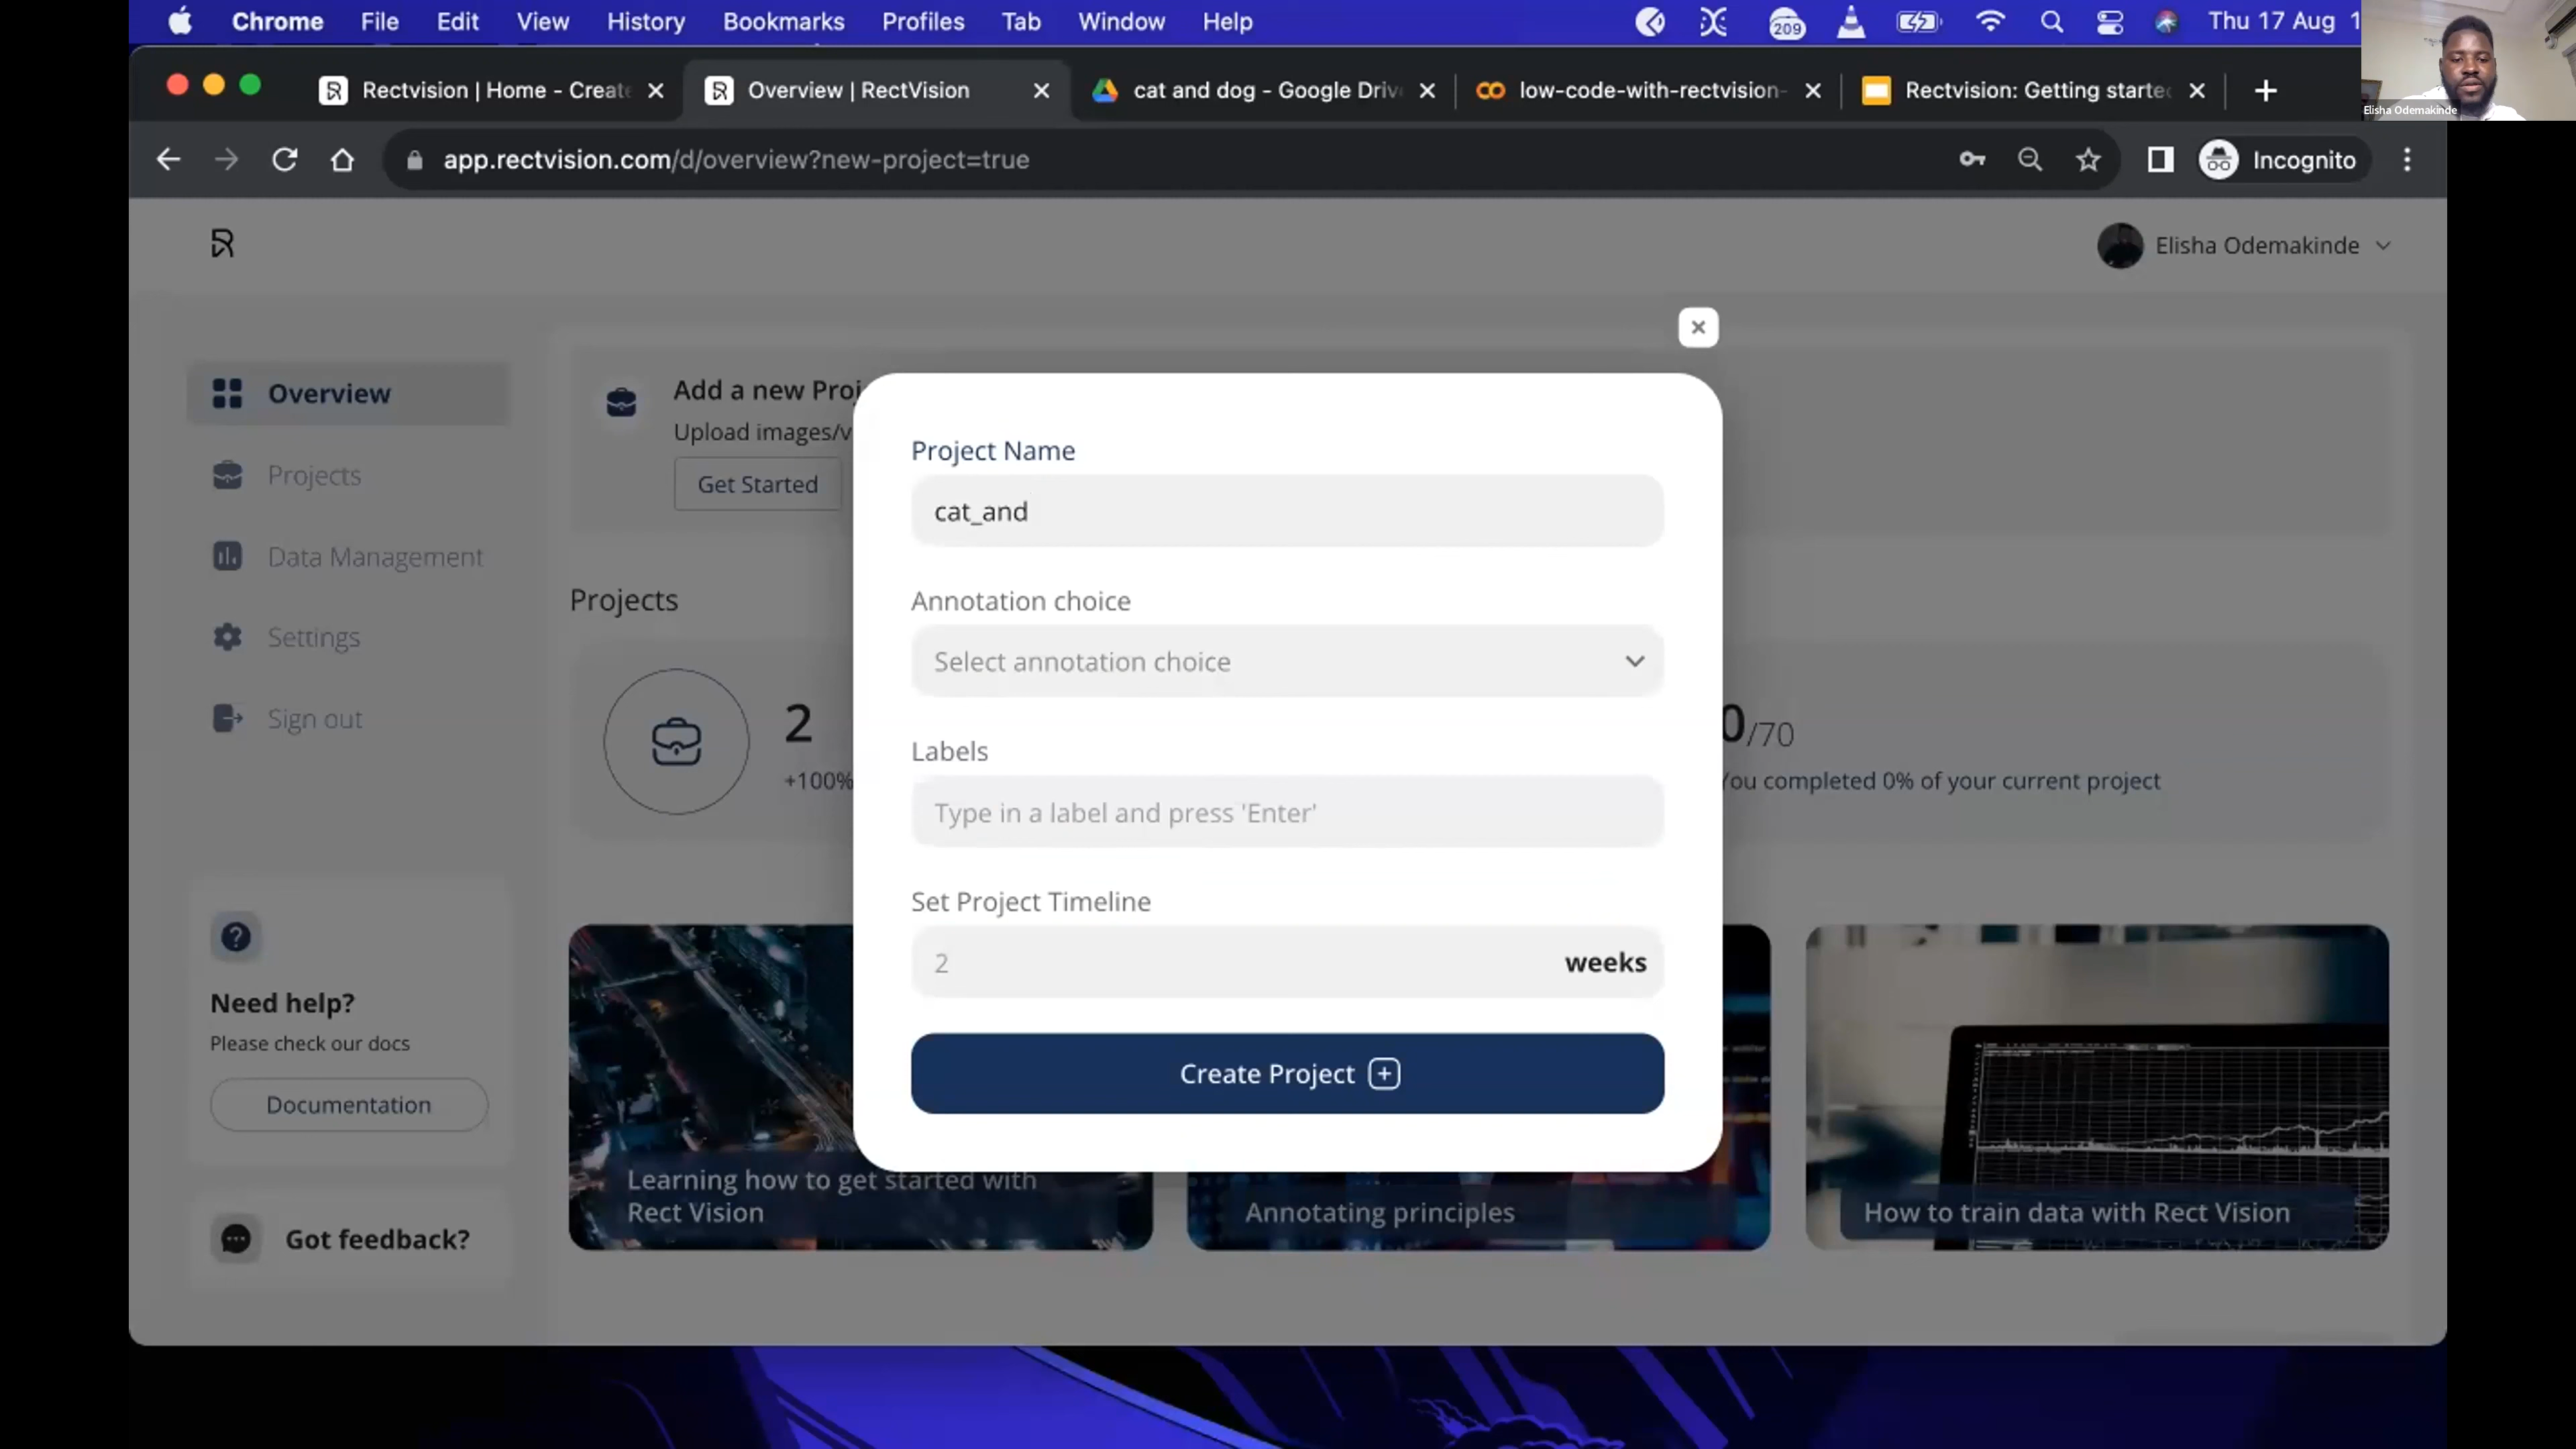 Chrome File Edit View History Bookmarks Profiles Tab Window Help
209
Thu 17 Aug 1
Elisha Odemakinde
Rectvision | Home - Create
Overview | RectVision
cat and dog - Google Driv
low-code-with-rectvision-
Rectvision: Getting starte
app.rectvision.com/d/overview?new-project=true
Incognito
Elisha Odemakinde
Overview
Projects
Data Management
Settings
Sign out
Need help?
Please check our docs
Documentation
Got feedback?
Add a new Proj
Upload images/v
Get Started
Projects
2
+100%
0/70
You completed 0% of your current project
Project Name
cat_and
Annotation choice
Select annotation choice
Labels
Type in a label and press 'Enter'
Set Project Timeline
2 weeks
Create Project
Learning how to get started with
Rect Vision
Annotating principles
How to train data with Rect Vision